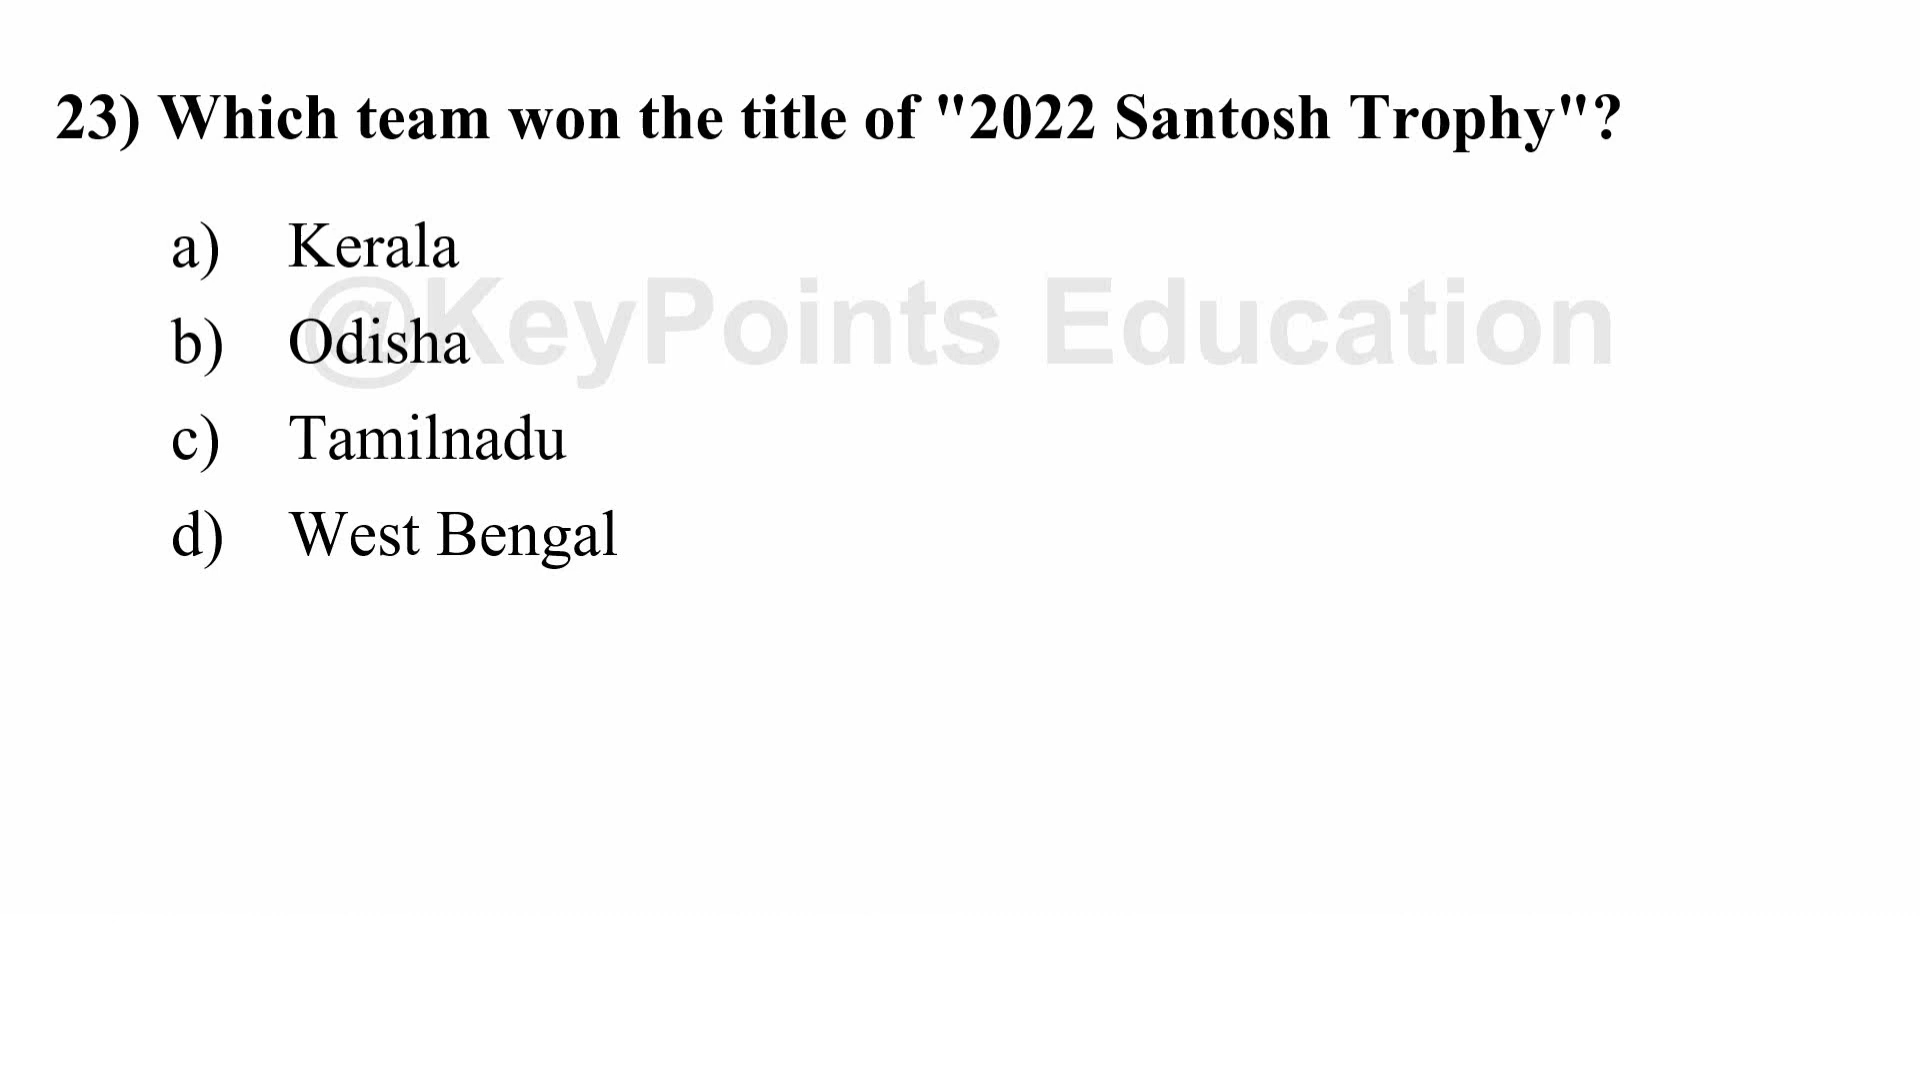 23) Which team won the title of "2022 Santosh Trophy"?
a) Kerala
@KeyPoints Education
b) Odisha
c) Tamilnadu
d) West Bengal